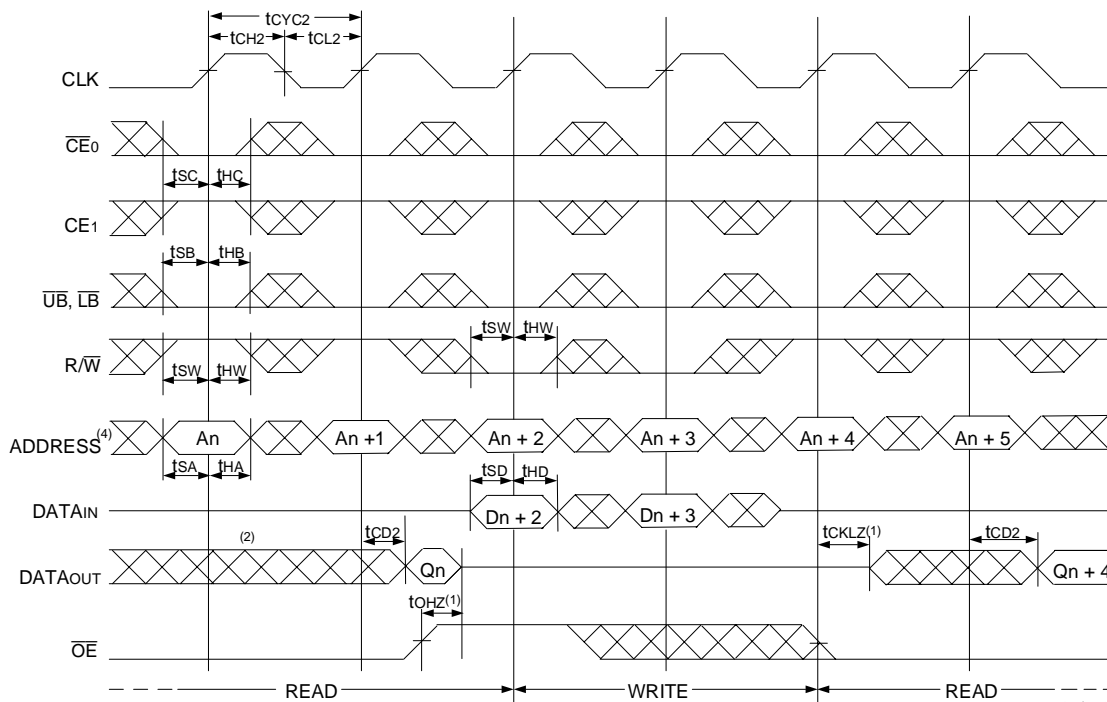 tCYC2
tCH2 tCL2
CLK
CE0
tSC tHC
CE1
tSB tHB
UB, LB
tSW tHW
R/W
tSW tHW
ADDRESS(4) An An +1 An + 2 An + 3 An + 4 An + 5
tSA tHA tSD tHD
DATAIN Dn + 2 Dn + 3
(2) tCD2 tCKLZ(1) tCD2
DATAOUT Qn Qn + 4
tOHZ(1)
OE
READ WRITE READ